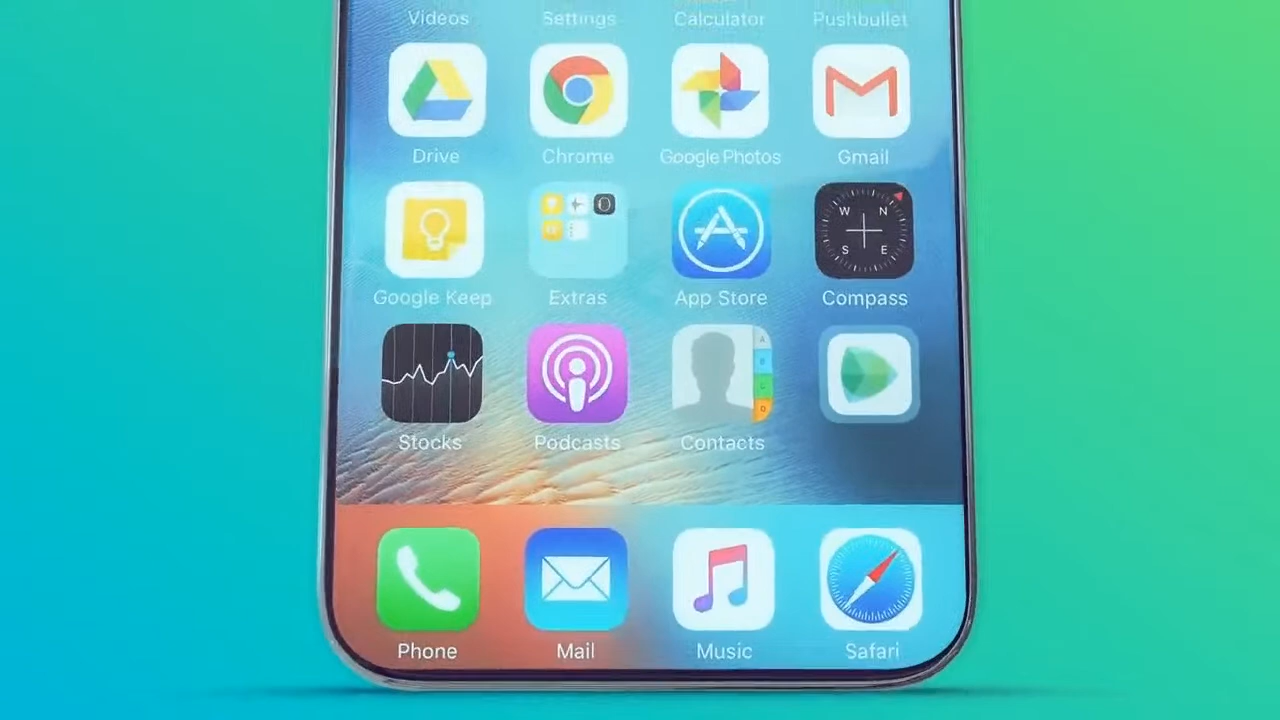 Videos Settings Calculator Pushbullet
Drive Chrome Google Photos Gmail
W N
S E
Google Keep Extras App Store Compass
A
B
C
D
Stocks Podcasts Contacts
Phone Mail Music Safari